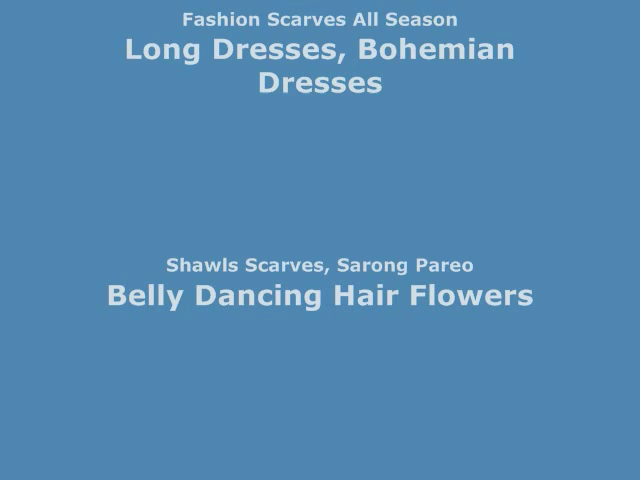 Fashion Scarves All Season
Long Dresses, Bohemian
Dresses
Shawls Scarves, Sarong Pareo
Belly Dancing Hair Flowers